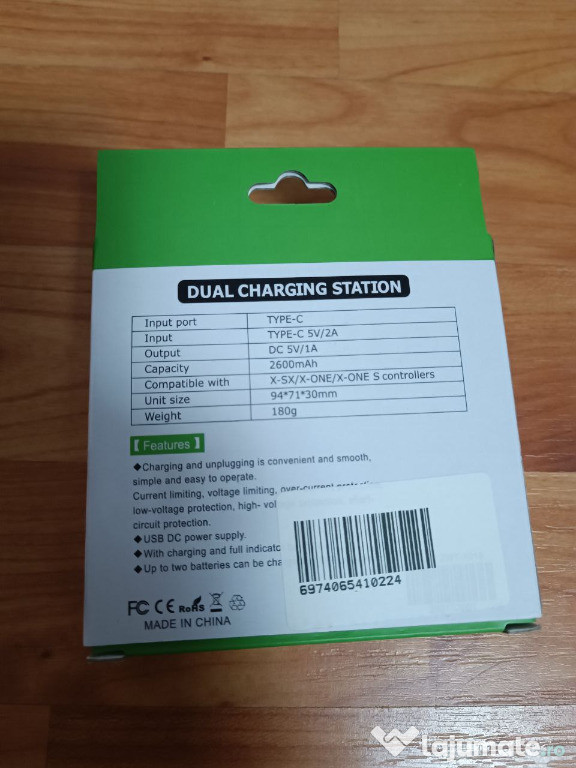 DUAL CHARGING STATION
Input port TYPE-C
Input TYPE-C 5V/2A
Output DC 5V/1A
Capacity 2600mAh
Compatible with X-SX/X-ONE/X-ONE S controllers
Unit size 94*71*30mm
Weight 180g
【Features】
◆Charging and unplugging is convenient and smooth,
simple and easy to operate.
Current limiting, voltage limiting, over-current
low-voltage protection, high-
circuit protection.
◆USB DC power supply.
◆With charging and full
◆Up to two batteries can be
6974065410224
FC CE RoHS
MADE IN CHINA
Lajumate.ro